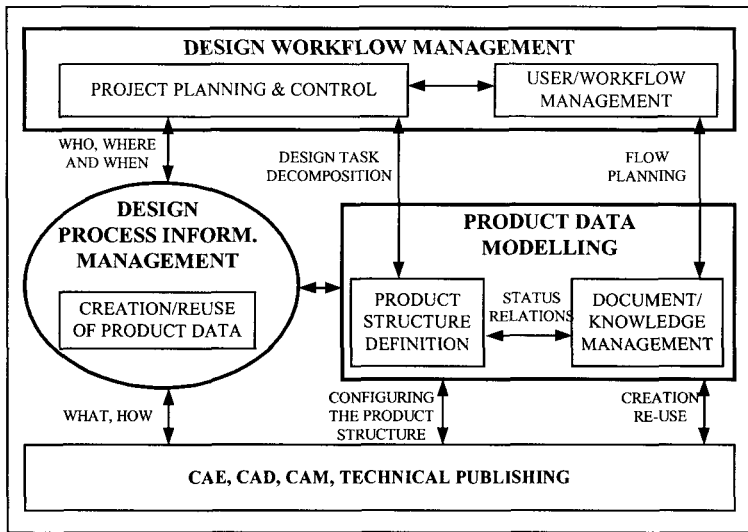 DESIGN WORKFLOW MANAGEMENT
PROJECT PLANNING & CONTROL
USER/WORKFLOW
MANAGEMENT
WHO, WHERE
AND WHEN
DESIGN TASK
DECOMPOSITION
FLOW
PLANNING
DESIGN
PROCESS INFORM.
MANAGEMENT
CREATION/REUSE
OF PRODUCT DATA
PRODUCT DATA
MODELLING
PRODUCT
STRUCTURE
DEFINITION
STATUS
RELATIONS
DOCUMENT/
KNOWLEDGE
MANAGEMENT
WHAT, HOW
CONFIGURING
THE PRODUCT
STRUCTURE
CREATION
RE-USE
CAE, CAD, CAM, TECHNICAL PUBLISHING